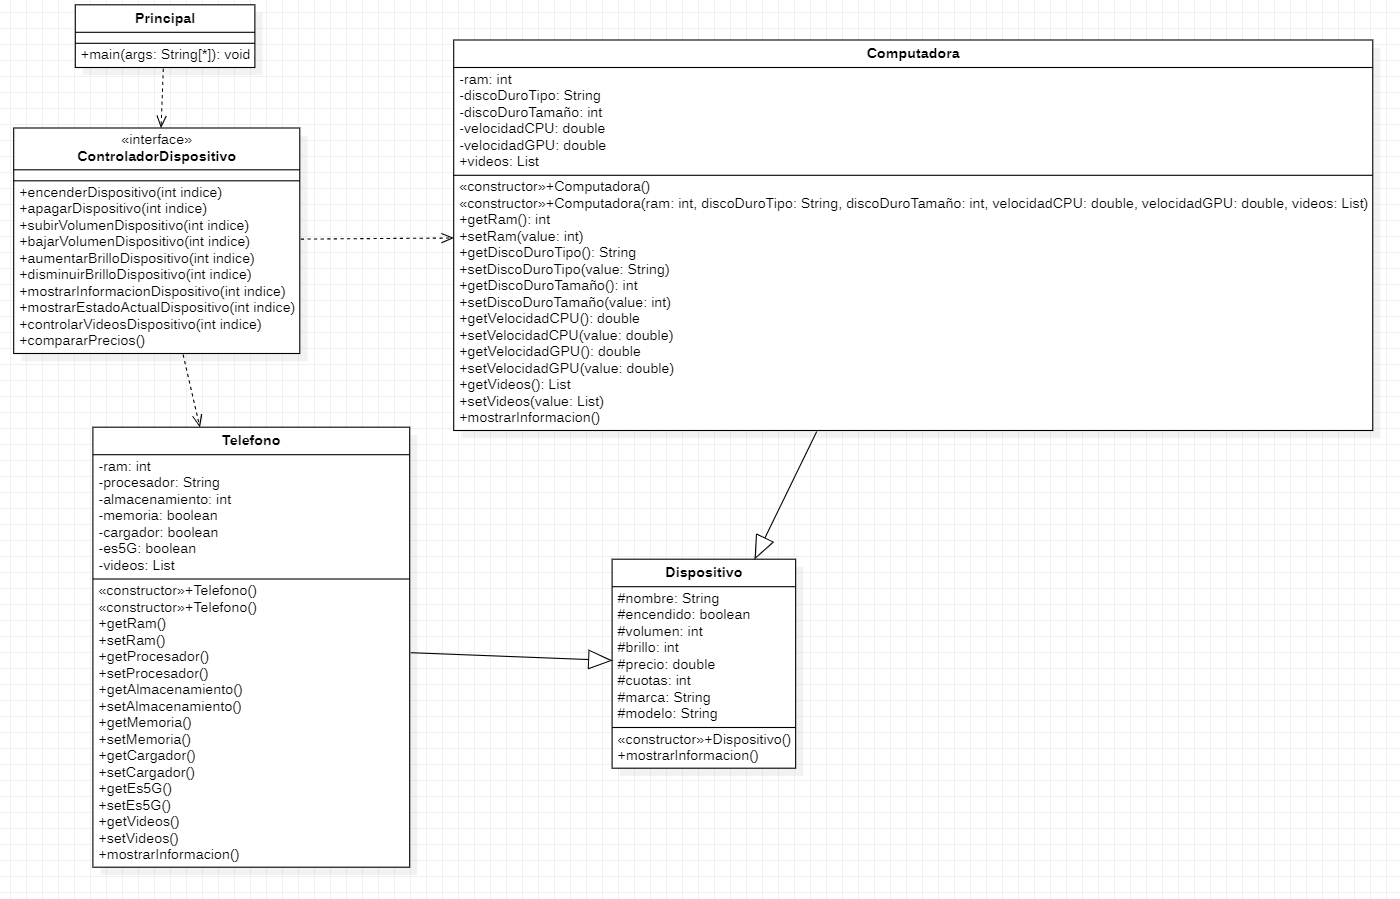 Principal
+main(args: String[*]): void
«interface»
ControladorDispositivo
+encenderDispositivo(int indice)
+apagarDispositivo(int indice)
+subirVolumenDispositivo(int indice)
+bajarVolumenDispositivo(int indice)
+aumentarBrilloDispositivo(int indice)
+disminuirBrilloDispositivo(int indice)
+mostrarInformacionDispositivo(int indice)
+mostrarEstadoActualDispositivo(int indice)
+controlarVideosDispositivo(int indice)
+compararPrecios()
Computadora
-ram: int
-discoDuroTipo: String
-discoDuroTamaño: int
-velocidadCPU: double
-velocidadGPU: double
+videos: List
«constructor»+Computadora()
«constructor»+Computadora(ram: int, discoDuroTipo: String, discoDuroTamaño: int, velocidadCPU: double, velocidadGPU: double, videos: List)
+getRam(): int
+setRam(value: int)
+getDiscoDuroTipo(): String
+setDiscoDuroTipo(value: String)
+getDiscoDuroTamaño(): int
+setDiscoDuroTamaño(value: int)
+getVelocidadCPU(): double
+setVelocidadCPU(value: double)
+getVelocidadGPU(): double
+setVelocidadGPU(value: double)
+getVideos(): List
+setVideos(value: List)
+mostrarInformacion()
Telefono
-ram: int
-procesador: String
-almacenamiento: int
-memoria: boolean
-cargador: boolean
-es5G: boolean
-videos: List
«constructor»+Telefono()
«constructor»+Telefono()
+getRam()
+setRam()
+getProcesador()
+setProcesador()
+getAlmacenamiento()
+setAlmacenamiento()
+getMemoria()
+setMemoria()
+getCargador()
+setCargador()
+getEs5G()
+setEs5G()
+getVideos()
+setVideos()
+mostrarInformacion()
Dispositivo
#nombre: String
#encendido: boolean
#volumen: int
#brillo: int
#precio: double
#cuotas: int
#marca: String
#modelo: String
«constructor»+Dispositivo()
+mostrarInformacion()